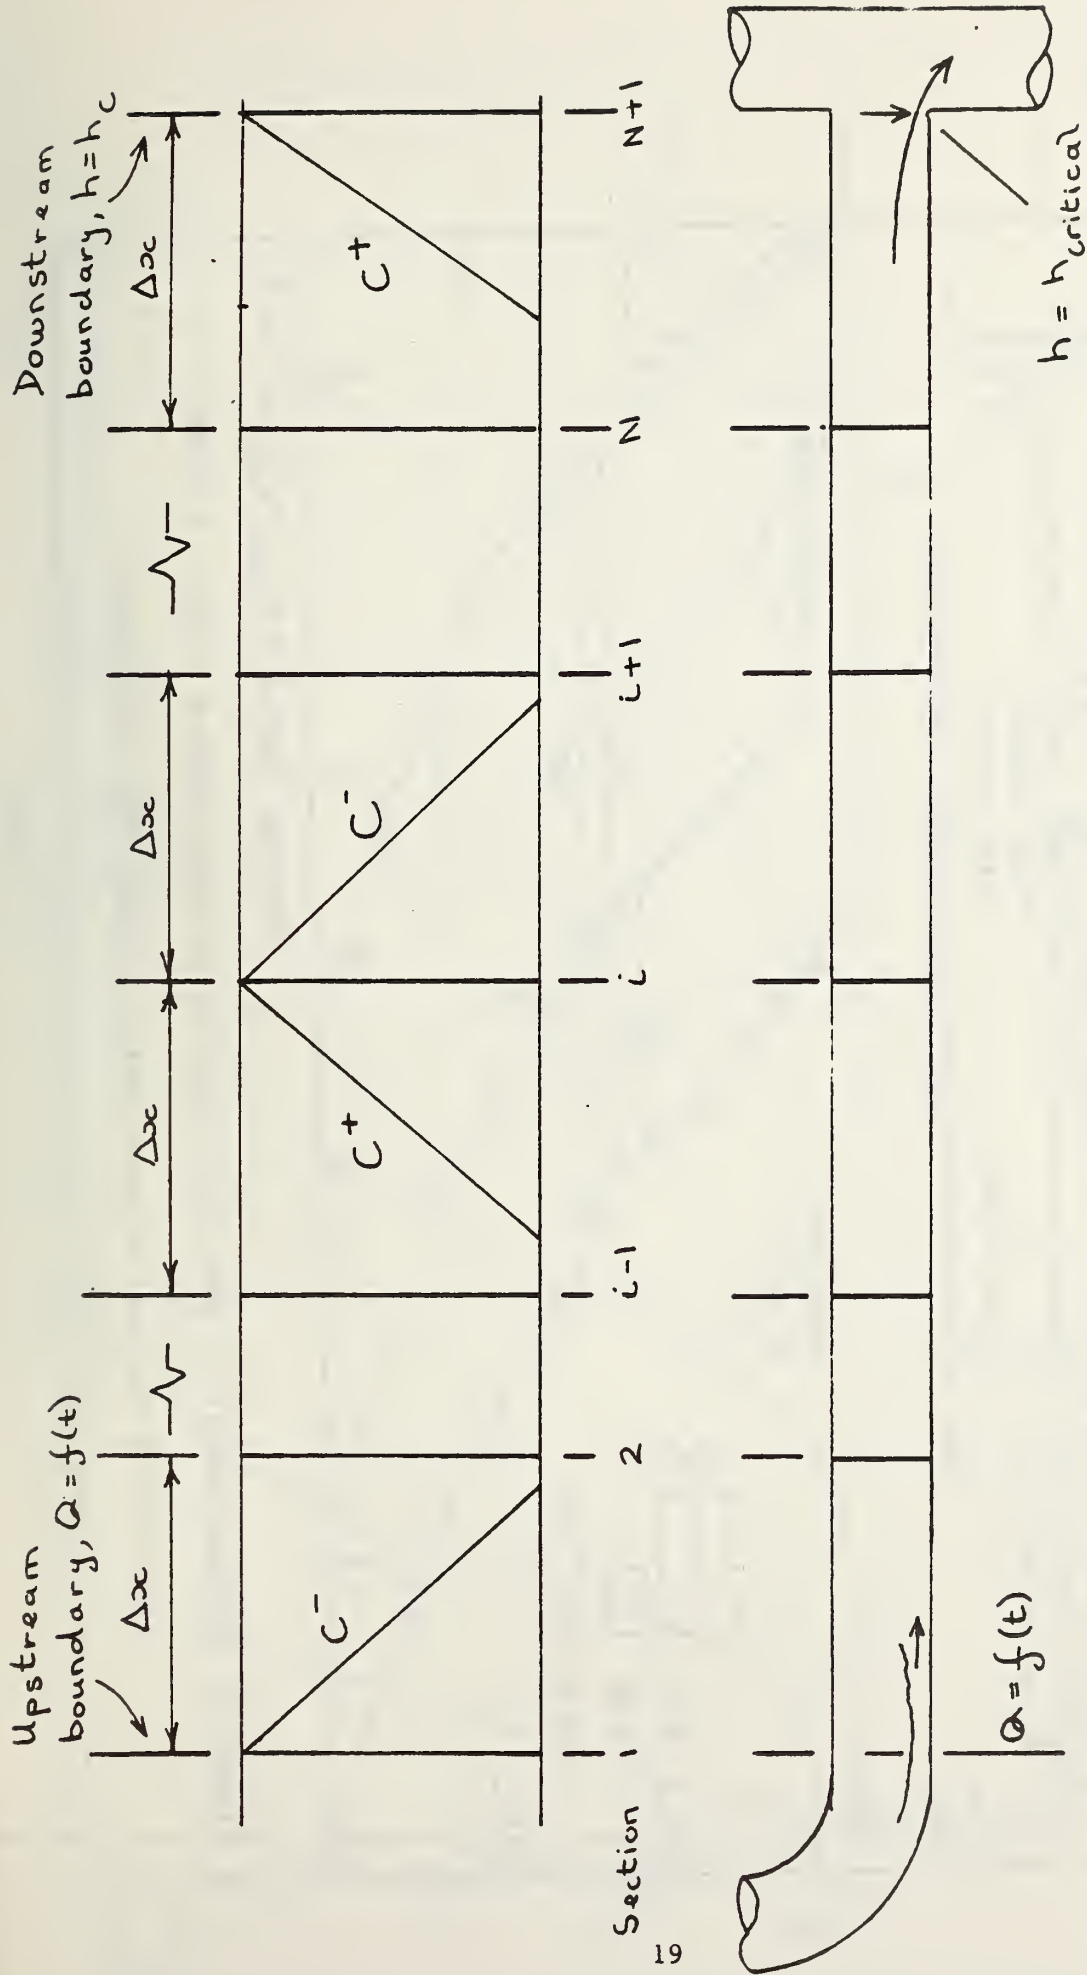 Upstream
boundary, Q = f(t)
Downstream
boundary, h = h_c
Δx
Δx
Δx
Δx
C⁻
C⁺
C⁻
C⁺
Section 1 2 i-1 i i+1 N N+1
Q = f(t)
h = h_critical
19